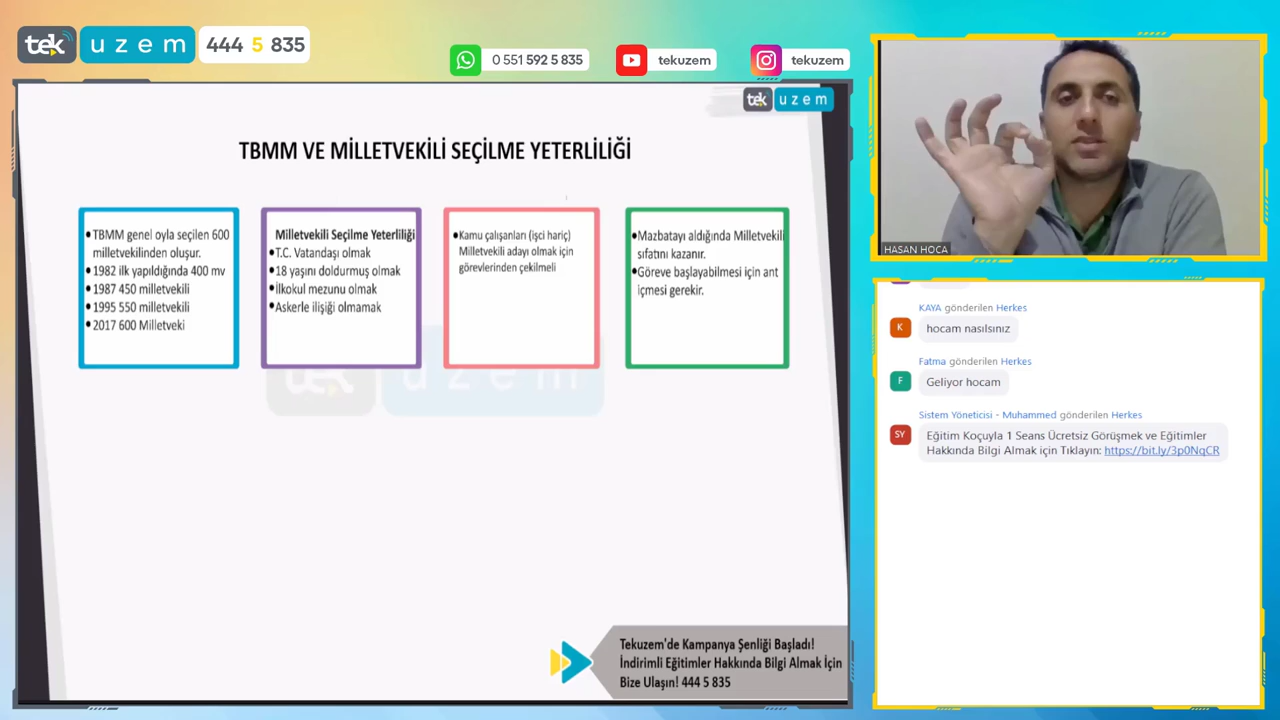 tek uzem 444 5 835
0 551 592 5 835
tekuzem
tekuzem
tek uzem
TBMM VE MİLLETVEKİLİ SEÇİLME YETERLİLİĞİ
•TBMM genel oyla seçilen 600
milletvekilinden oluşur.
•1982 ilk yapıldığında 400 mv
•1987 450 milletvekili
•1995 550 milletvekili
•2017 600 Milletveki
Milletvekili Seçilme Yeterliliği
•T.C. Vatandaşı olmak
•18 yaşını doldurmuş olmak
•İlkokul mezunu olmak
•Askerle ilişiği olmamak
•Kamu çalışanları (işci hariç)
Milletvekili adayı olmak için
görevlerinden çekilmeli
•Mazbatayı aldığında Milletvekili
sıfatını kazanır.
•Göreve başlayabilmesi için ant
içmesi gerekir.
tek uzem
Tekuzem'de Kampanya Şenliği Başladı!
İndirimli Eğitimler Hakkında Bilgi Almak İçin
Bize Ulaşın! 444 5 835
HASAN HOCA
KAYA gönderilen Herkes
K
hocam nasılsınız
Fatma gönderilen Herkes
F
Geliyor hocam
Sistem Yöneticisi - Muhammed gönderilen Herkes
SY
Eğitim Koçuyla 1 Seans Ücretsiz Görüşmek ve Eğitimler
Hakkında Bilgi Almak için Tıklayın: https://bit.ly/3p0NqCR